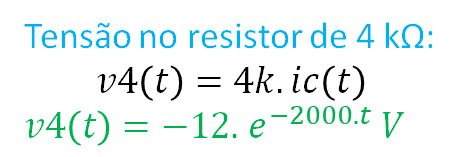 Tensão no resistor de 4 kΩ:
v4(t) = 4k. ic(t)
v4(t) = −12. e^−2000.t V